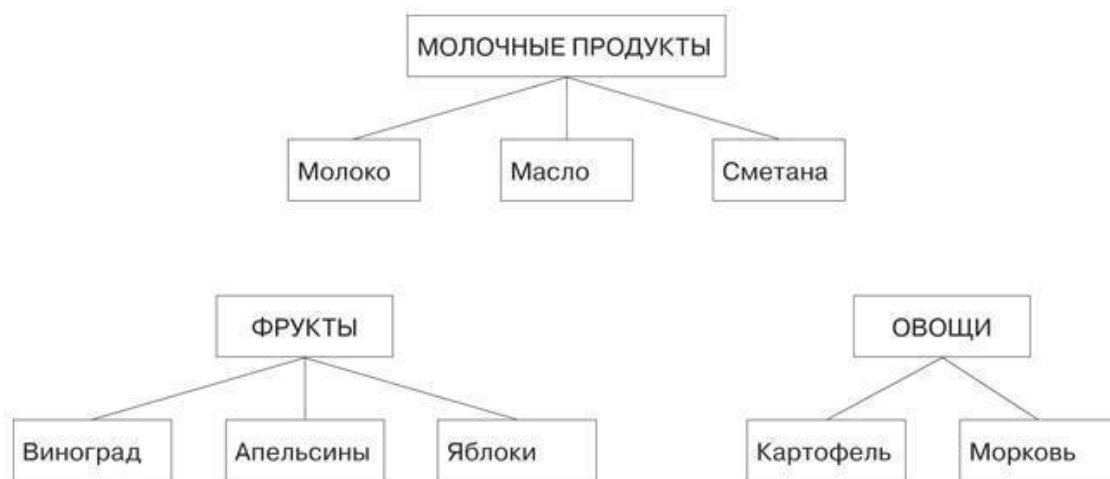 МОЛОЧНЫЕ ПРОДУКТЫ
Молоко
Масло
Сметана
ФРУКТЫ
Виноград
Апельсины
Яблоки
ОВОЩИ
Картофель
Морковь